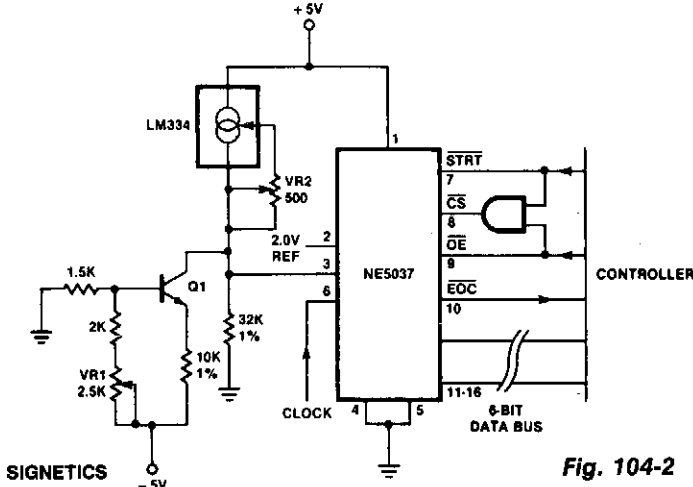 + 5V
LM334
VR2
500
1
STRT
7
CS
8
OE
9
EOC
10
11-16
2.0V
REF
2
3
6
NE5037
CONTROLLER
1.5K
Q1
2K
VR1
2.5K
10K
1%
32K
1%
CLOCK
4
5
6-BIT
DATA BUS
SIGNETICS
- 5V
Fig. 104-2